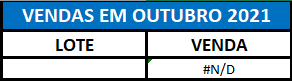 VENDAS EM OUTUBRO 2021
LOTE VENDA
#N/D